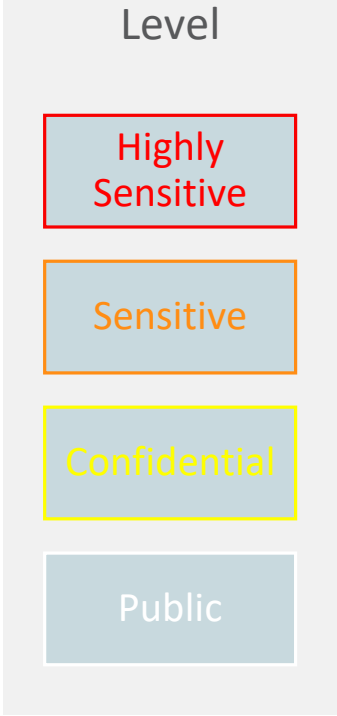 Level
Highly
Sensitive
Sensitive
Confidential
Public